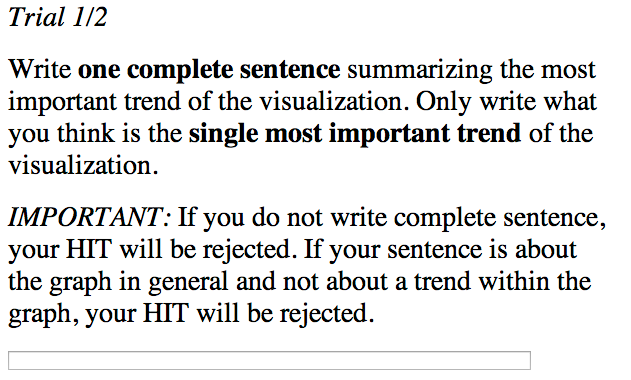 Trial 1/2
Write one complete sentence summarizing the most
important trend of the visualization. Only write what
you think is the single most important trend of the
visualization.
IMPORTANT: If you do not write complete sentence,
your HIT will be rejected. If your sentence is about
the graph in general and not about a trend within the
graph, your HIT will be rejected.